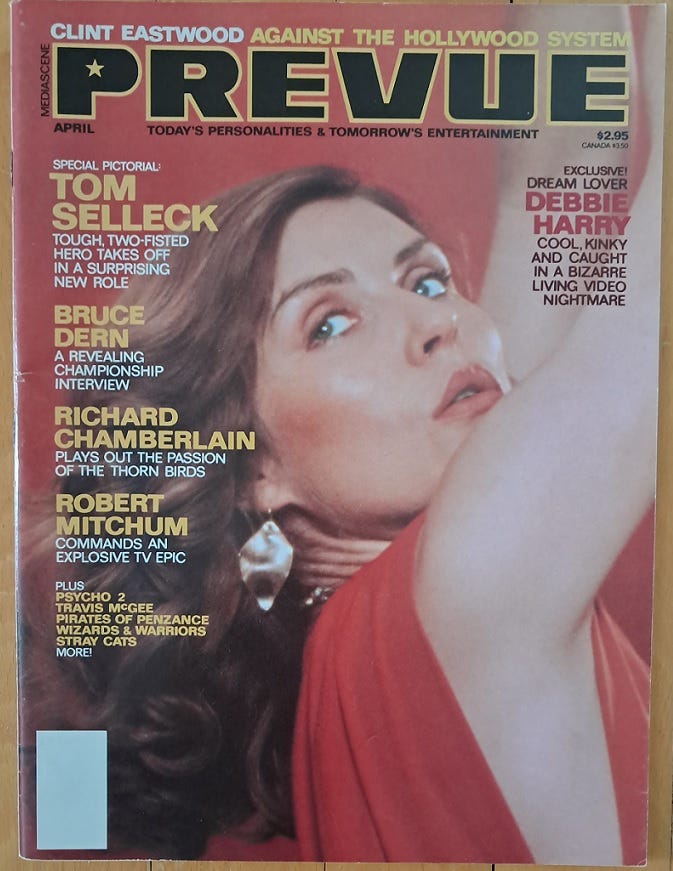 CLINT EASTWOOD AGAINST THE HOLLYWOOD SYSTEM
MEDIASCENE
PREVUE
APRIL
TODAY'S PERSONALITIES & TOMORROW'S ENTERTAINMENT
$2.95
CANADA $3.50
SPECIAL PICTORIAL:
TOM
SELLECK
TOUGH, TWO-FISTED
HERO TAKES OFF
IN A SURPRISING
NEW ROLE
BRUCE
DERN
A REVEALING
CHAMPIONSHIP
INTERVIEW
RICHARD
CHAMBERLAIN
PLAYS OUT THE PASSION
OF THE THORN BIRDS
ROBERT
MITCHUM
COMMANDS AN
EXPLOSIVE TV EPIC
PLUS
PSYCHO 2
TRAVIS McGEE
PIRATES OF PENZANCE
WIZARDS & WARRIORS
STRAY CATS
MORE!
EXCLUSIVE!
DREAM LOVER
DEBBIE
HARRY
COOL, KINKY
AND CAUGHT
IN A BIZARRE
LIVING VIDEO
NIGHTMARE